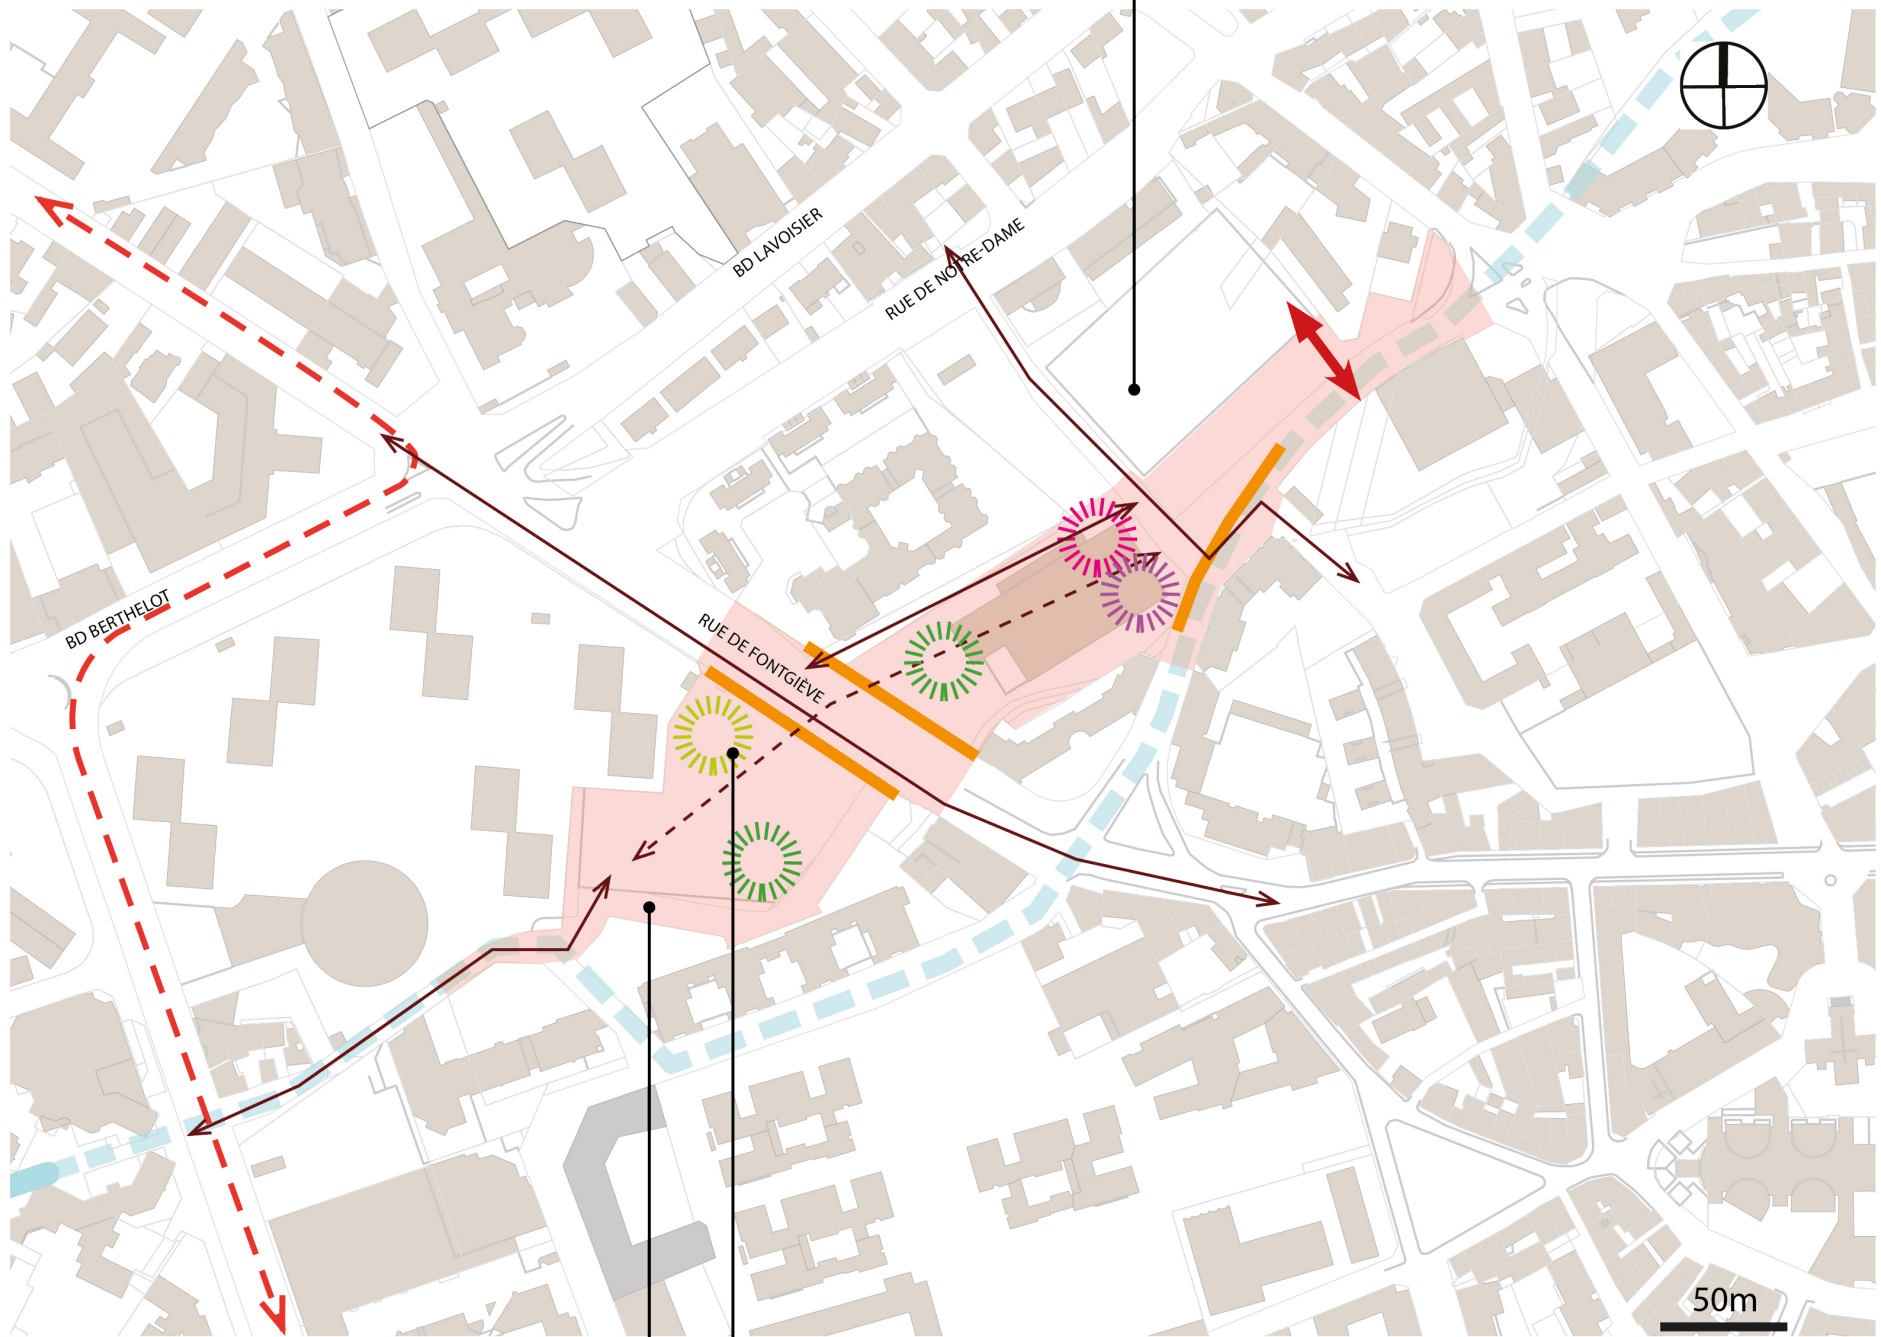 BD LAVOISIER
RUE DE NOTRE-DAME
BD BERTHELOT
RUE DE FONTGIÈVE
50m